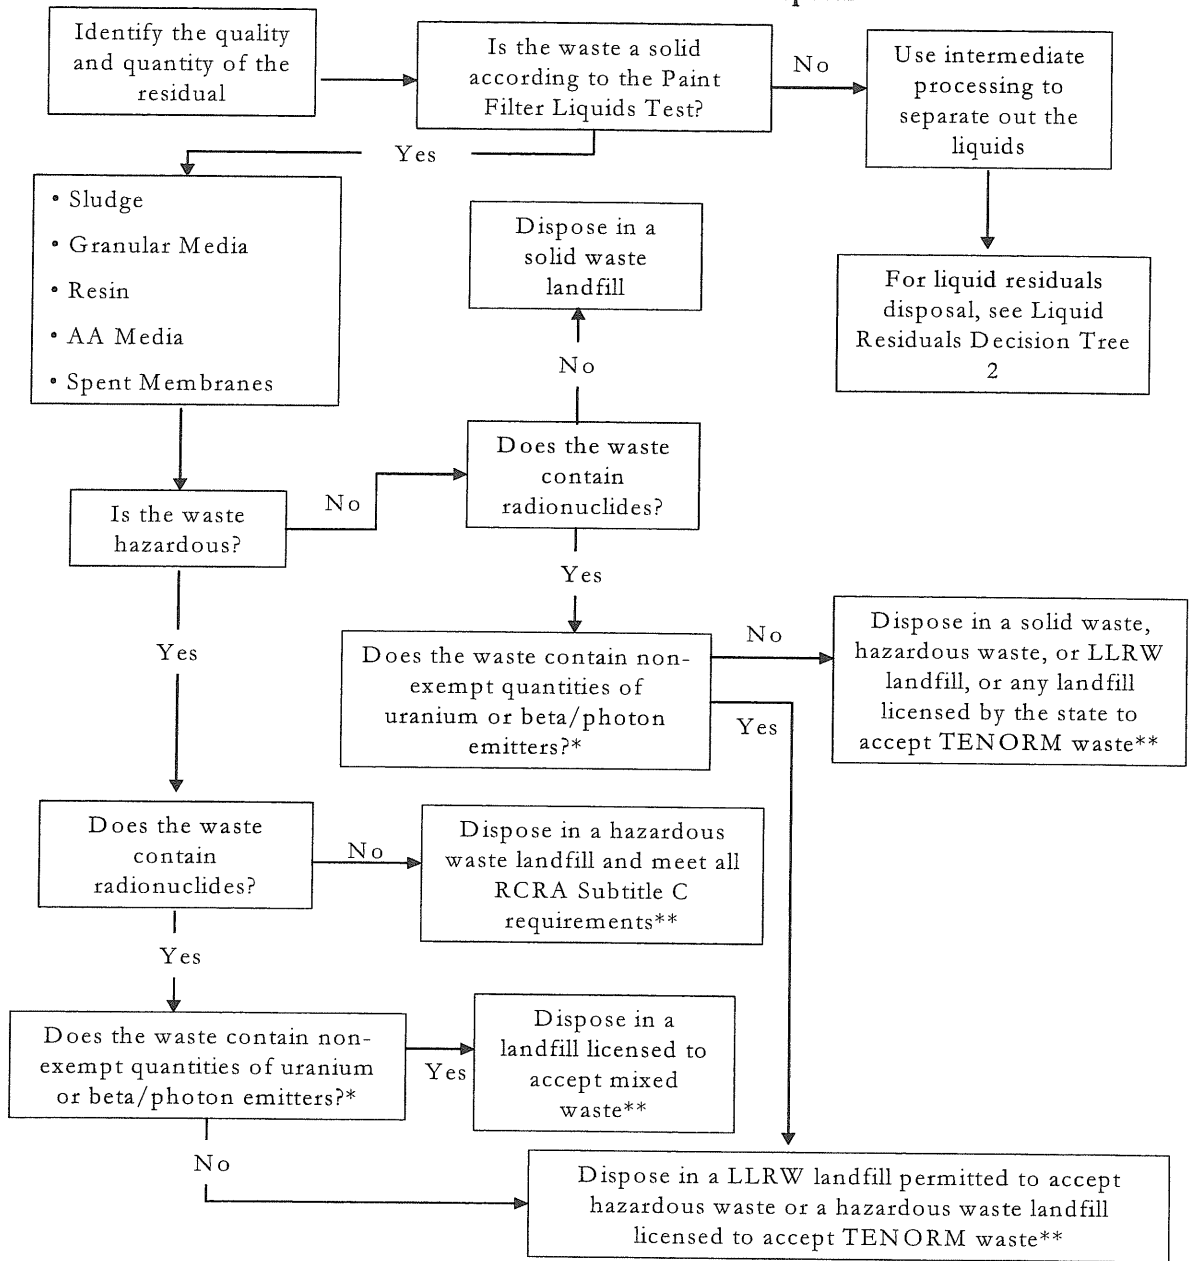 Identify the quality
and quantity of the
residual
Is the waste a solid
according to the Paint
Filter Liquids Test?
No
Use intermediate
processing to
separate out the
liquids
Yes
• Sludge
• Granular Media
• Resin
• AA Media
• Spent Membranes
Dispose in a
solid waste
landfill
For liquid residuals
disposal, see Liquid
Residuals Decision Tree
2
No
Does the waste
contain
radionuclides?
Is the waste
hazardous?
No
Yes
Yes
Does the waste contain non-
exempt quantities of
uranium or beta/photon
emitters?*
No
Yes
Dispose in a solid waste,
hazardous waste, or LLRW
landfill, or any landfill
licensed by the state to
accept TENORM waste**
Does the waste
contain
radionuclides?
No
Dispose in a hazardous
waste landfill and meet all
RCRA Subtitle C
requirements**
Yes
Does the waste contain non-
exempt quantities of uranium
or beta/photon emitters?*
Yes
Dispose in a
landfill licensed to
accept mixed
waste**
No
Dispose in a LLRW landfill permitted to accept
hazardous waste or a hazardous waste landfill
licensed to accept TENORM waste**